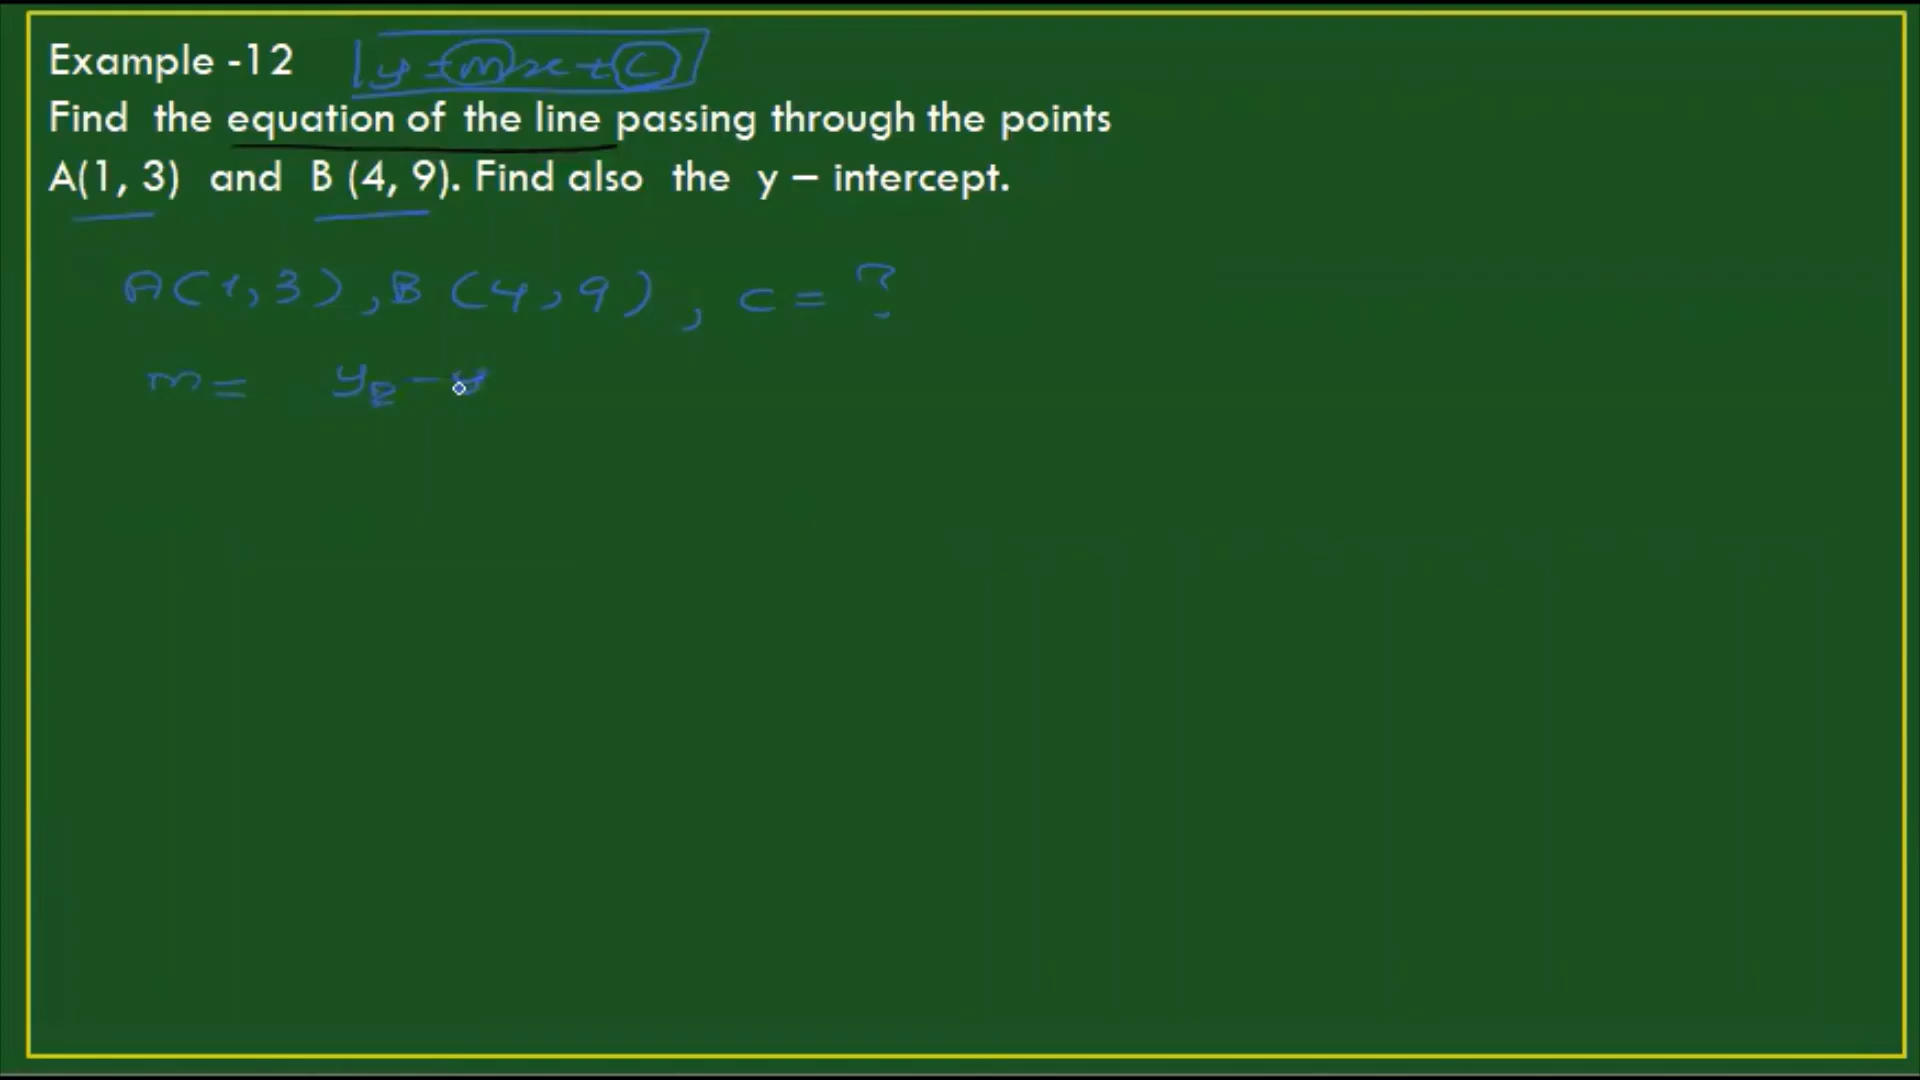 Example -12 y = mx + c
Find the equation of the line passing through the points
A(1, 3) and B (4, 9). Find also the y – intercept.
A(1,3), B(4,9), c = ?
m = yB - y